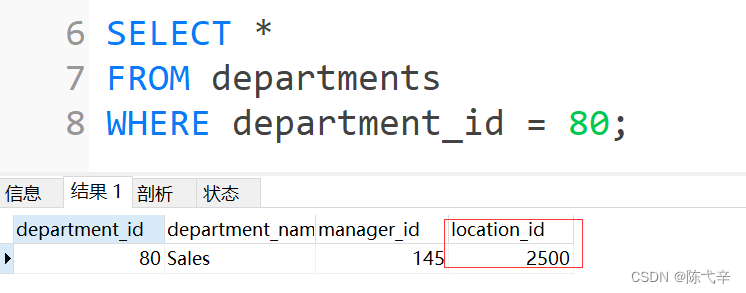 6 SELECT *
7 FROM departments
8 WHERE department_id = 80;
信息 结果 1 剖析 状态
department_id department_nam manager_id location_id
80 Sales 145 2500
CSDN @陈弋辛